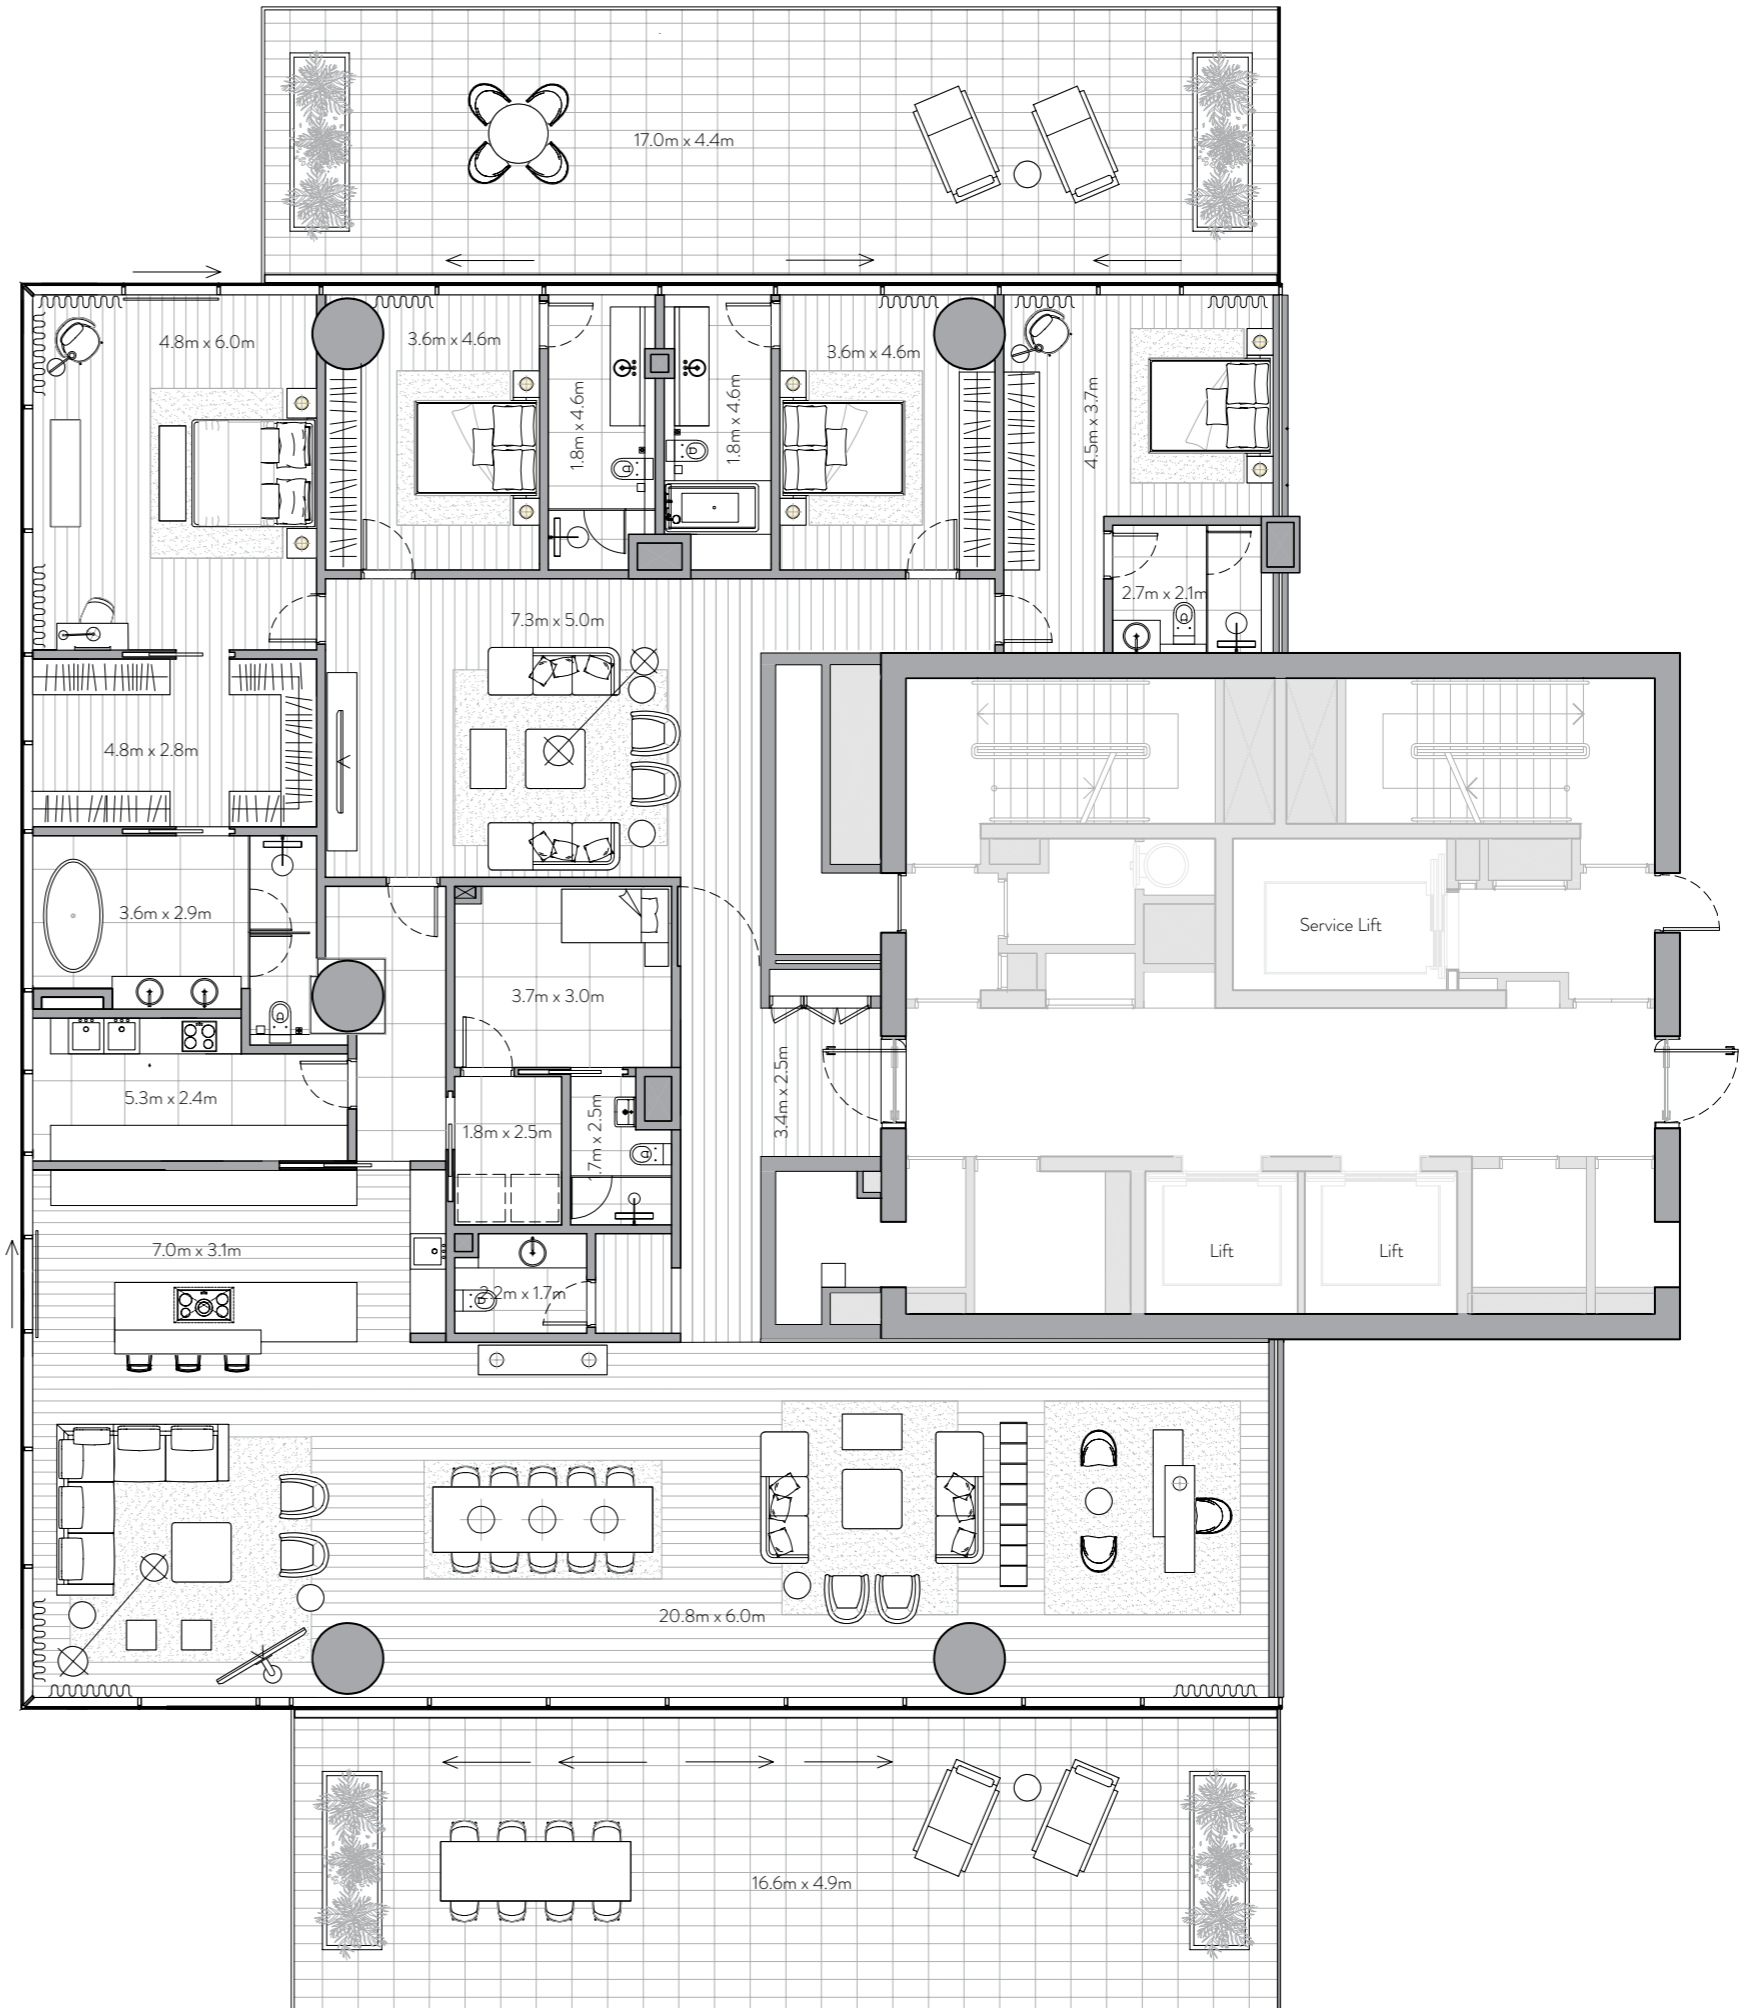 17.0m x 4.4m
4.8m x 6.0m
3.6m x 4.6m
3.6m x 4.6m
1.8m x 4.6m
1.8m x 4.6m
4.5m x 3.7m
2.7m x 2.1m
7.3m x 5.0m
4.8m x 2.8m
3.6m x 2.9m
Service Lift
3.7m x 3.0m
5.3m x 2.4m
3.4m x 2.5m
1.8m x 2.5m
.7m x 2.5m
7.0m x 3.1m
Lift
Lift
2.2m x 1.7m
20.8m x 6.0m
16.6m x 4.9m